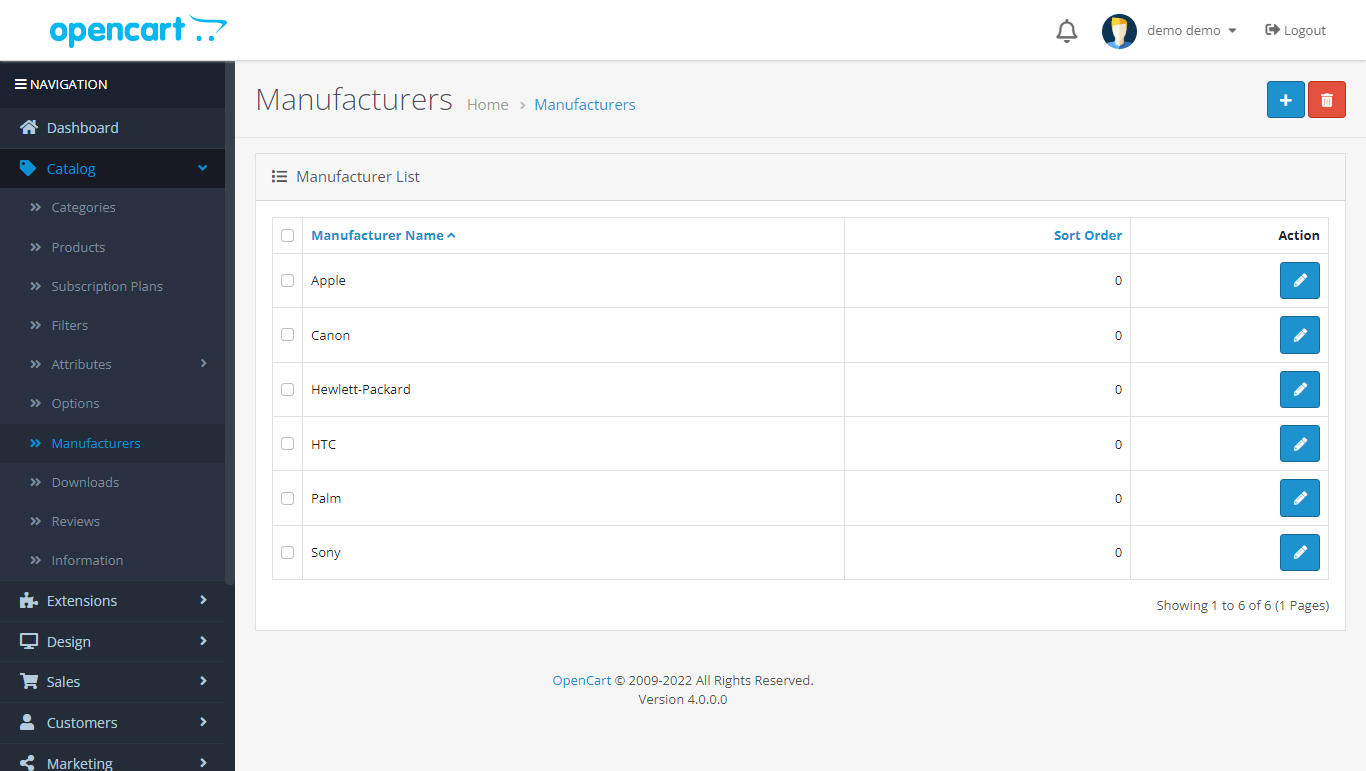 opencart
demo demo
Logout
NAVIGATION
Dashboard
Catalog
Categories
Products
Subscription Plans
Filters
Attributes
Options
Manufacturers
Downloads
Reviews
Information
Extensions
Design
Sales
Customers
Marketing
Manufacturers
Home > Manufacturers
Manufacturer List
Manufacturer Name Sort Order Action
Apple 0
Canon 0
Hewlett-Packard 0
HTC 0
Palm 0
Sony 0
Showing 1 to 6 of 6 (1 Pages)
OpenCart © 2009-2022 All Rights Reserved.
Version 4.0.0.0